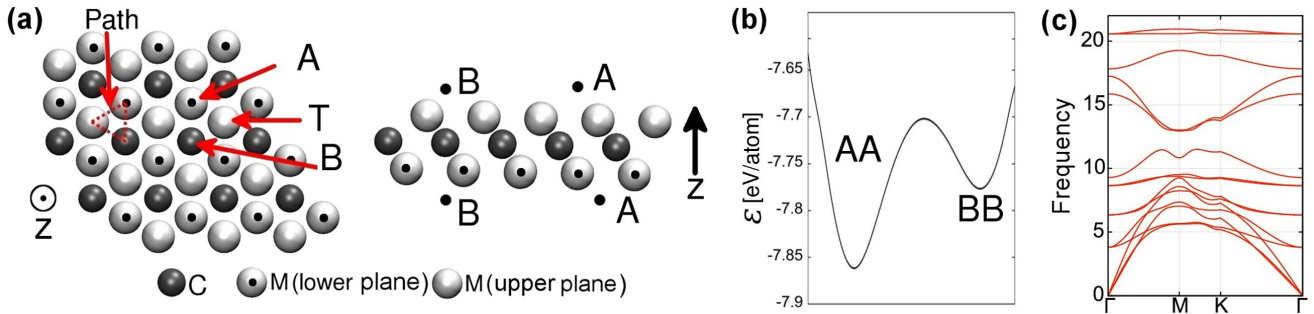 (a)
Path
A
T
B
Z
B
A
B
A
z
C
M(lower plane)
M(upper plane)
(b)
ε [eV/atom]
-7.65
-7.7
-7.75
-7.8
-7.85
-7.9
AA
BB
(c)
Frequency
20
15
10
5
0
Γ
M
K
Γ